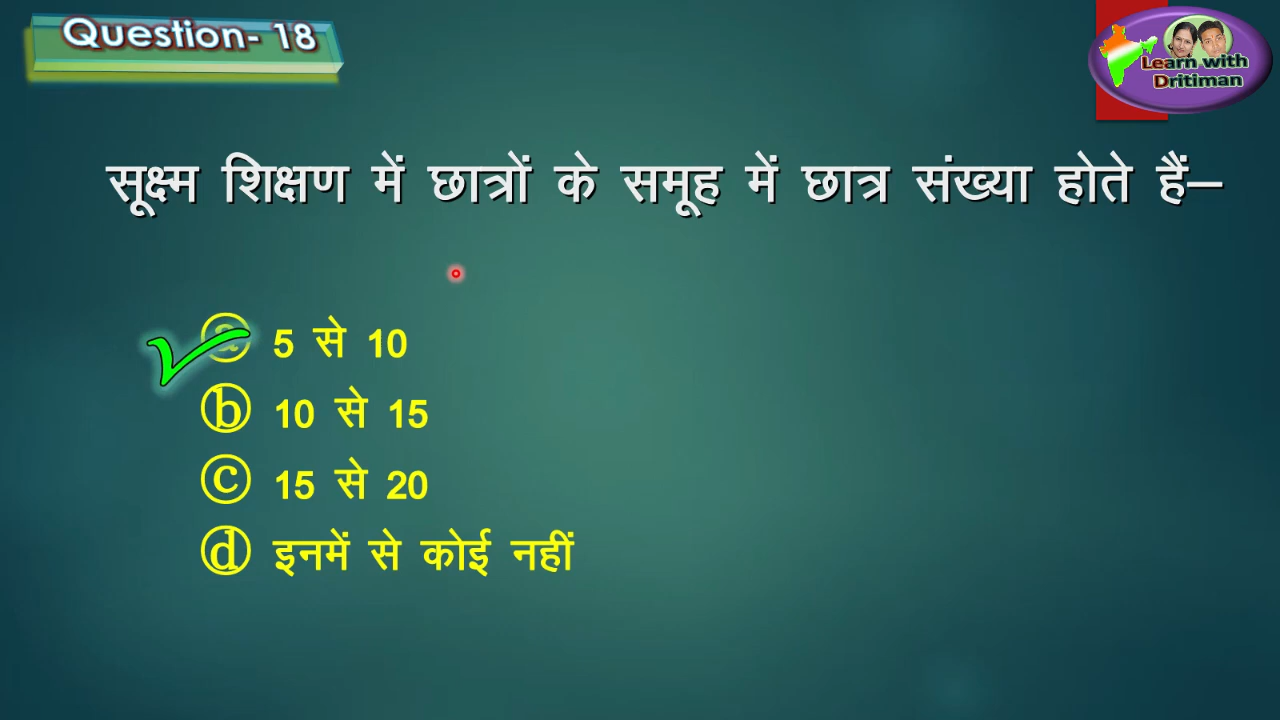 Question- 18
Learn with
Dritiman
सूक्ष्म शिक्षण में छात्रों के समूह में छात्र संख्या होते हैं–
ⓐ 5 से 10
ⓑ 10 से 15
ⓒ 15 से 20
ⓓ इनमें से कोई नहीं